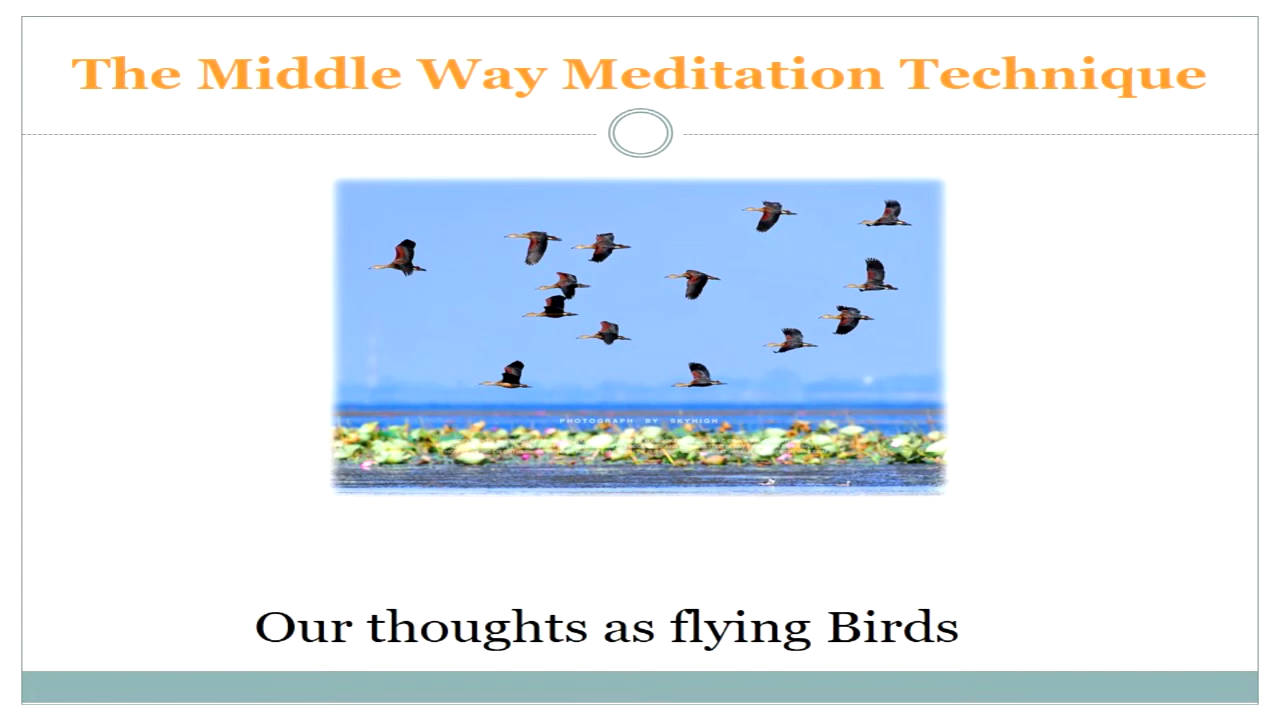 The Middle Way Meditation Technique
PHOTOGRAPH BY SKYHIGH
Our thoughts as flying Birds